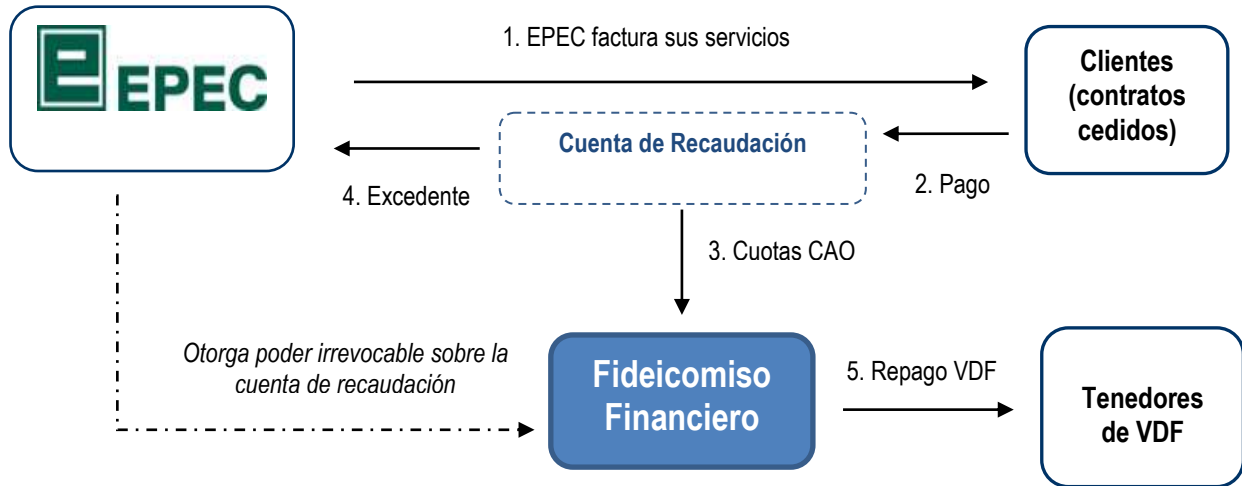 EPEC
1. EPEC factura sus servicios
Clientes
(contratos
cedidos)
Cuenta de Recaudación
2. Pago
4. Excedente
3. Cuotas CAO
Otorga poder irrevocable sobre la
cuenta de recaudación
Fideicomiso
Financiero
5. Repago VDF
Tenedores
de VDF